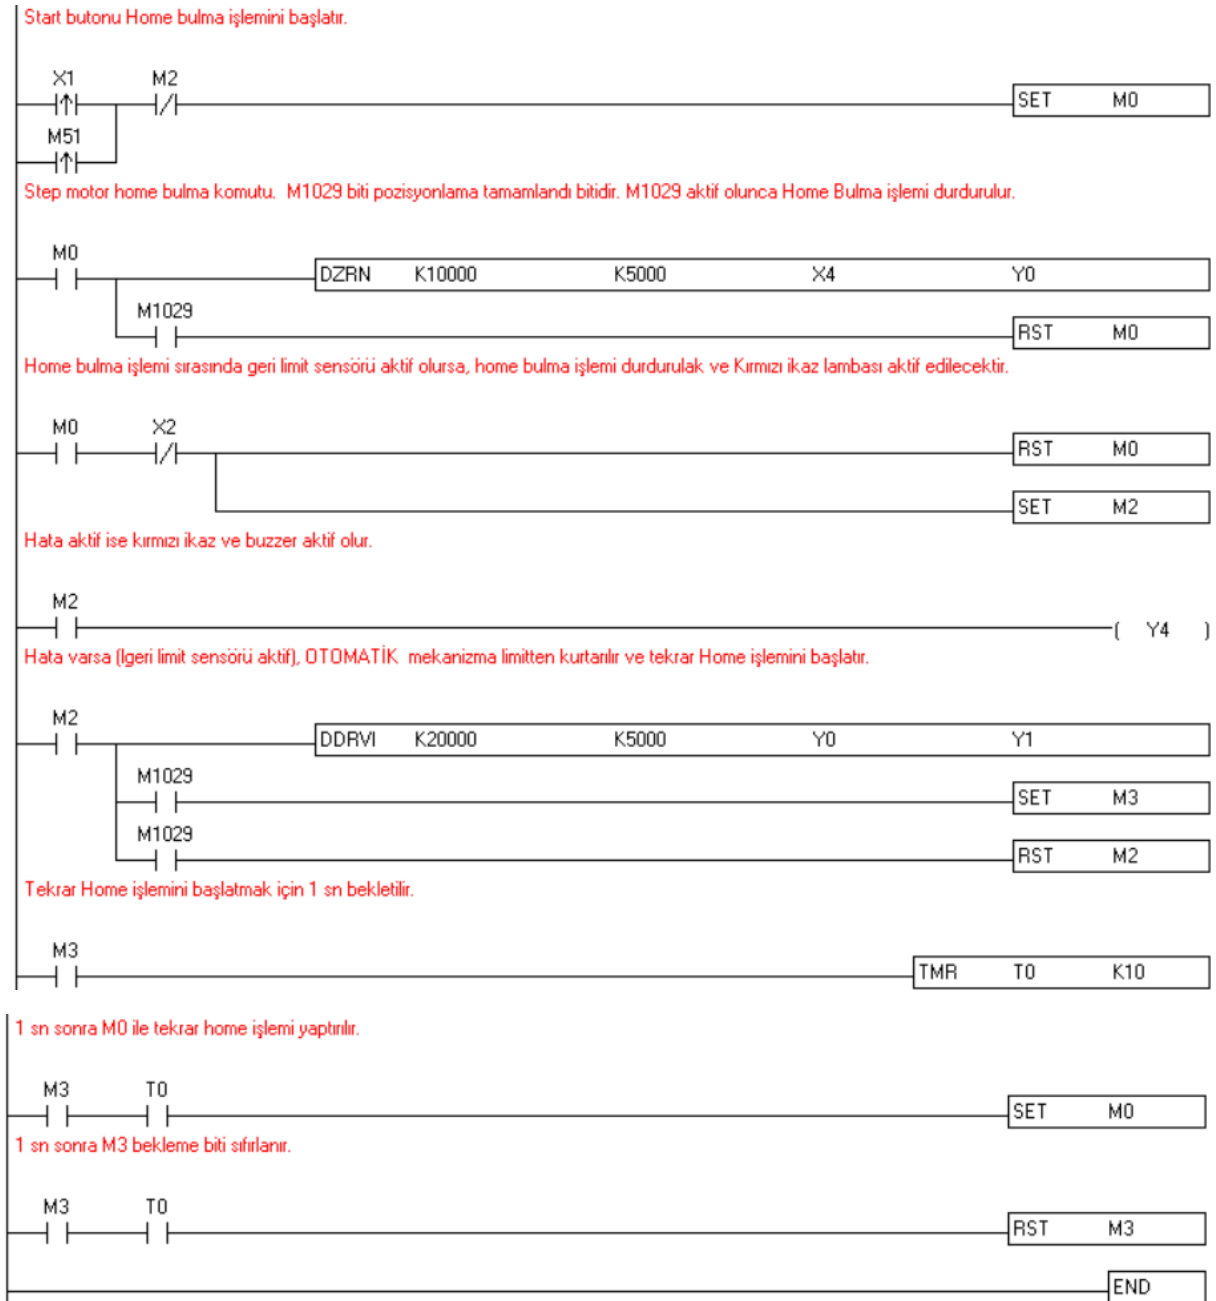 Start butonu Home bulma işlemini başlatır.
X1 M2
SET M0
M51
Step motor home bulma komutu. M1029 biti pozisyonlama tamamlandı bitidir. M1029 aktif olunca Home Bulma işlemi durdurulur.
M0
DZRN K10000 K5000 X4 Y0
M1029
RST M0
Home bulma işlemi sırasında geri limit sensörü aktif olursa, home bulma işlemi durdurulak ve Kırmızı ikaz lambası aktif edilecektir.
M0 X2
RST M0
SET M2
Hata aktif ise kırmızı ikaz ve buzzer aktif olur.
M2
( Y4 )
Hata varsa (Igeri limit sensörü aktif), OTOMATİK mekanizma limitten kurtarılır ve tekrar Home işlemini başlatır.
M2
DDRVI K20000 K5000 Y0 Y1
M1029
SET M3
M1029
RST M2
Tekrar Home işlemini başlatmak için 1 sn bekletilir.
M3
TMR T0 K10
1 sn sonra M0 ile tekrar home işlemi yaptırılır.
M3 T0
SET M0
1 sn sonra M3 bekleme biti sıfırlanır.
M3 T0
RST M3
END